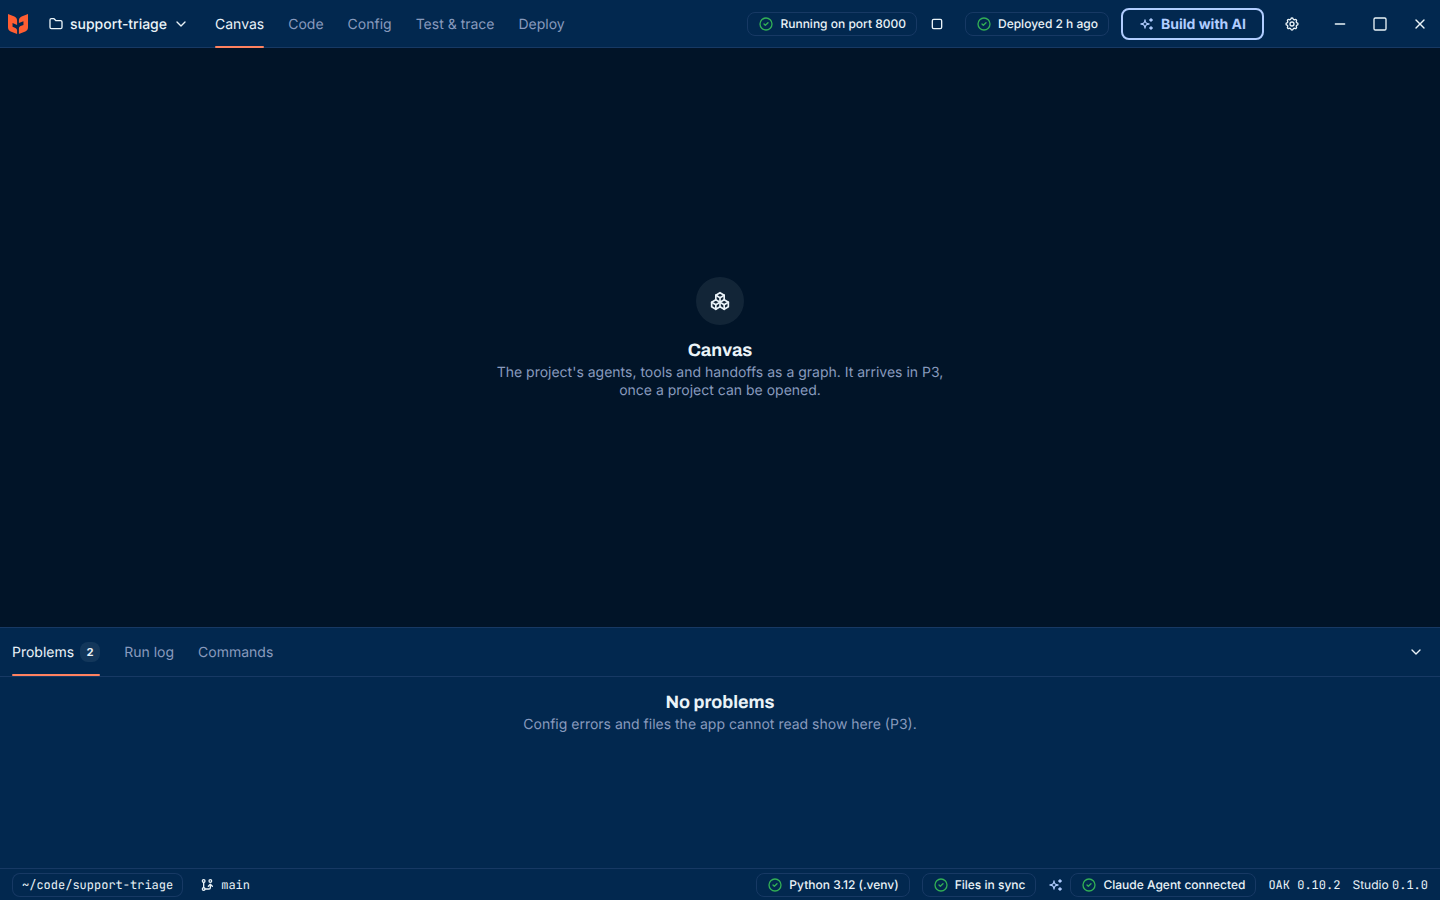 support-triage
Canvas
Code
Config
Test & trace
Deploy
Running on port 8000
Deployed 2 h ago
Build with AI
Canvas
The project's agents, tools and handoffs as a graph. It arrives in P3,
once a project can be opened.
Problems 2
Run log
Commands
No problems
Config errors and files the app cannot read show here (P3).
~/code/support-triage
main
Python 3.12 (.venv)
Files in sync
Claude Agent connected
OAK 0.10.2
Studio 0.1.0